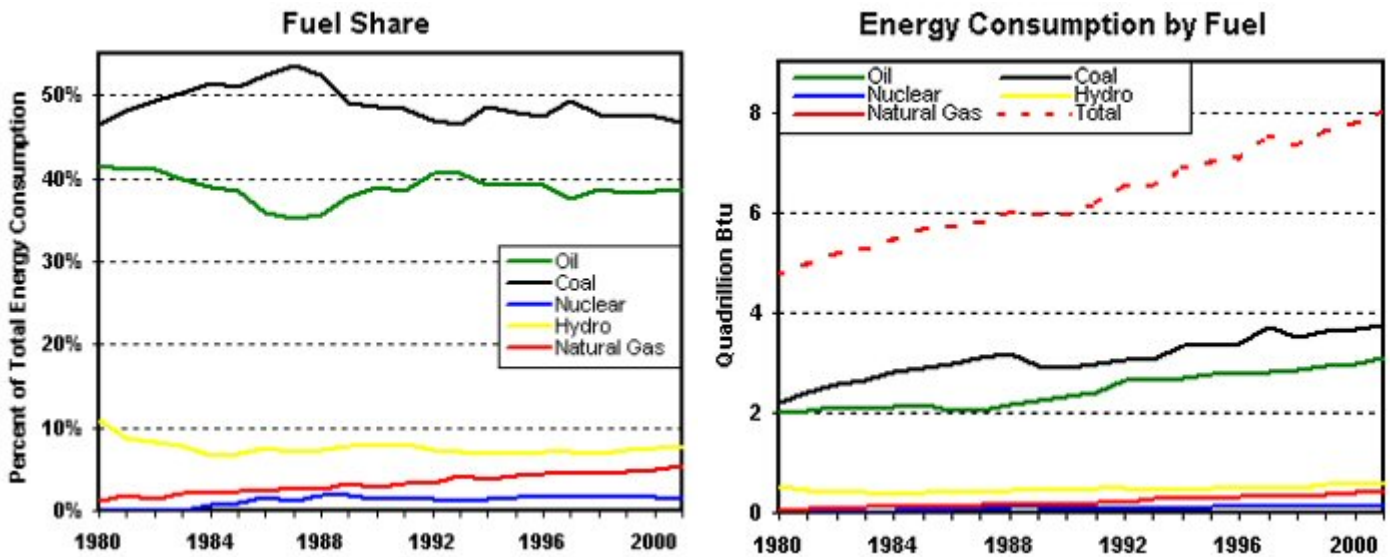 Fuel Share
Percent of Total Energy Consumption
50%
40%
30%
20%
10%
0%
Oil
Coal
Nuclear
Hydro
Natural Gas
1980 1984 1988 1992 1996 2000
Energy Consumption by Fuel
Quadrillion Btu
Oil Coal
Nuclear Hydro
Natural Gas Total
8
6
4
2
0
1980 1984 1988 1992 1996 2000